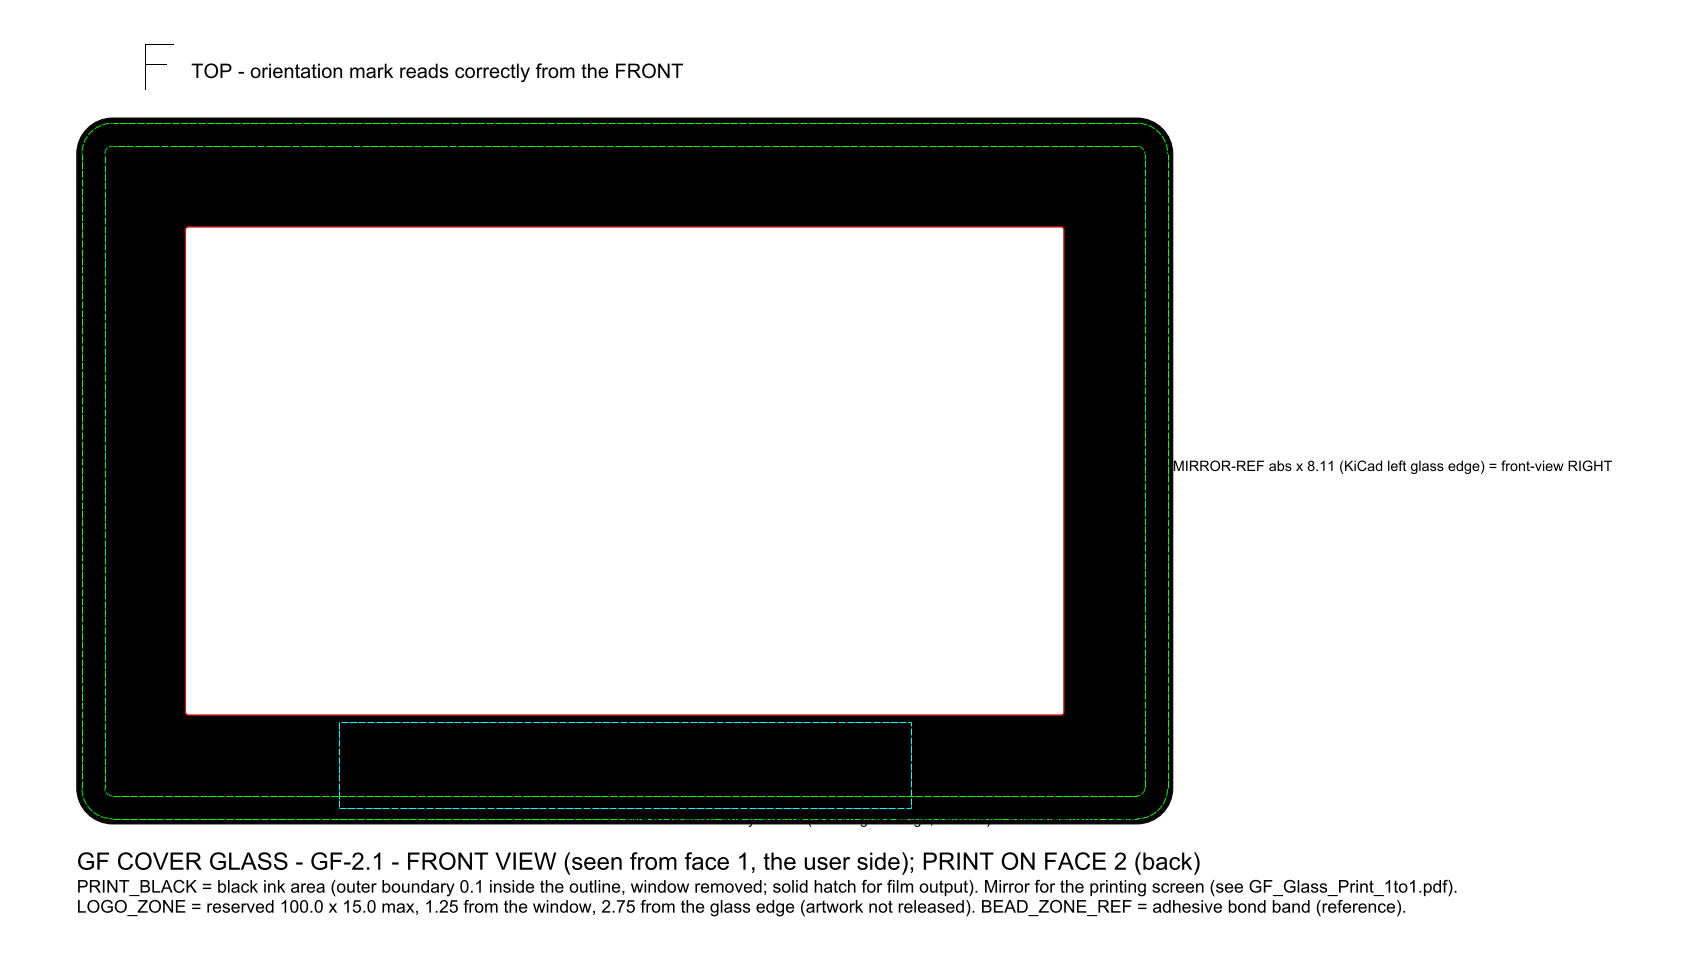 F
TOP - orientation mark reads correctly from the FRONT
MIRROR-REF abs x 8.11 (KiCad left glass edge) = front-view RIGHT
GF COVER GLASS - GF-2.1 - FRONT VIEW (seen from face 1, the user side); PRINT ON FACE 2 (back)
PRINT_BLACK = black ink area (outer boundary 0.1 inside the outline, window removed; solid hatch for film output). Mirror for the printing screen (see GF_Glass_Print_1to1.pdf).
LOGO_ZONE = reserved 100.0 x 15.0 max, 1.25 from the window, 2.75 from the glass edge (artwork not released). BEAD_ZONE_REF = adhesive bond band (reference).